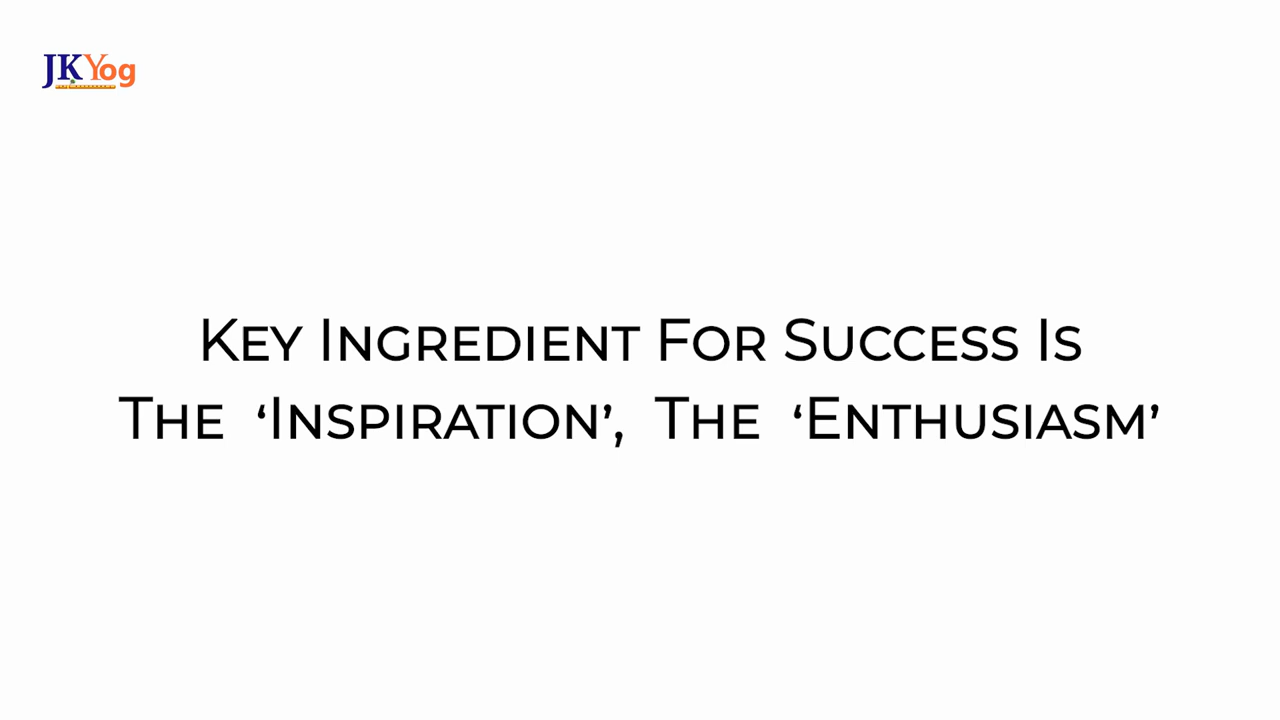 JKYog
Key Ingredient For Success Is
The ‘Inspiration’, The ‘Enthusiasm’